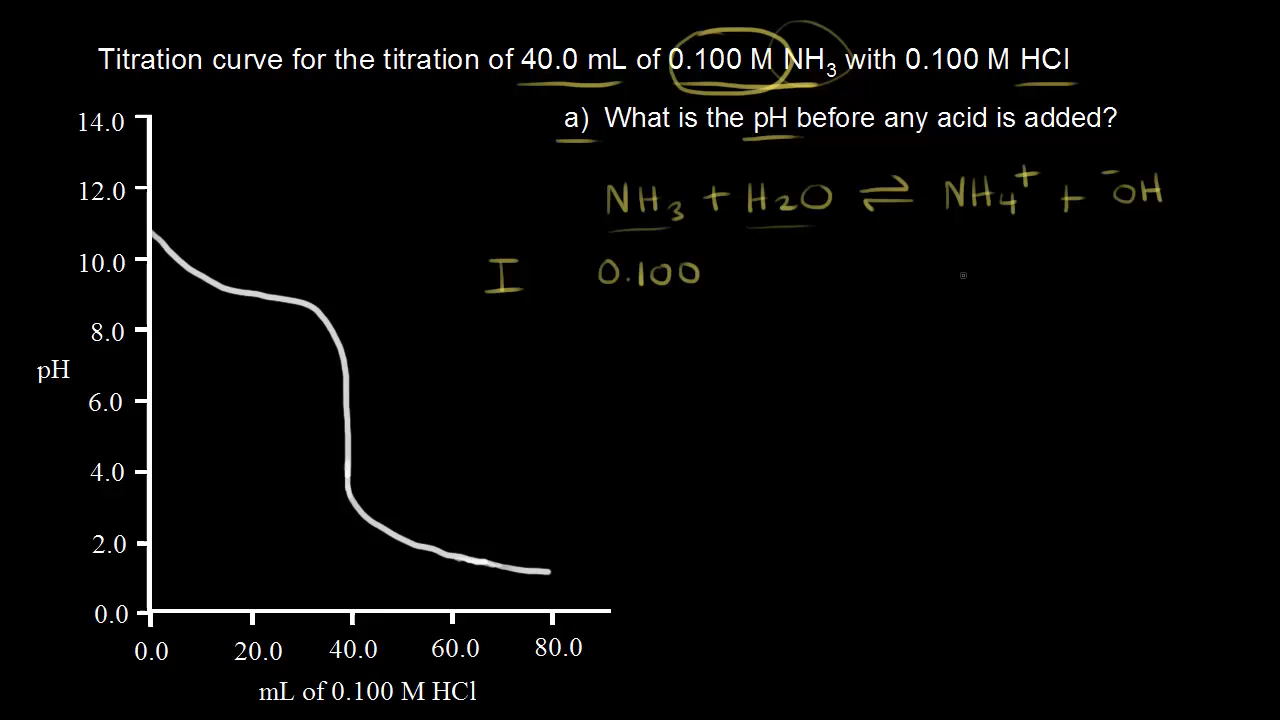 Titration curve for the titration of 40.0 mL of 0.100 M NH₃ with 0.100 M HCl
a) What is the pH before any acid is added?
NH₃ + H₂O ⇌ NH₄⁺ + ⁻OH
I 0.100
14.0
12.0
10.0
8.0
pH
6.0
4.0
2.0
0.0
0.0 20.0 40.0 60.0 80.0
mL of 0.100 M HCl